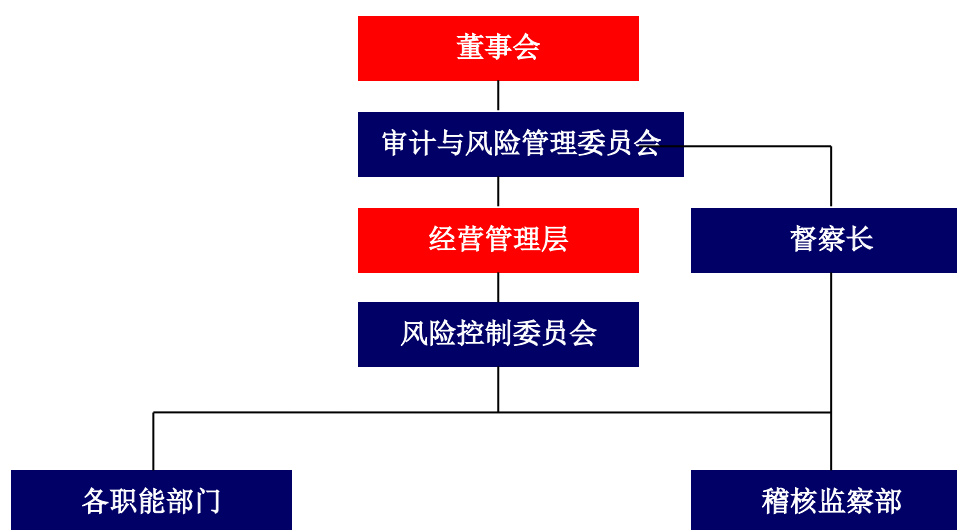 董事会
审计与风险管理委员会
经营管理层
督察长
风险控制委员会
各职能部门
稽核监察部